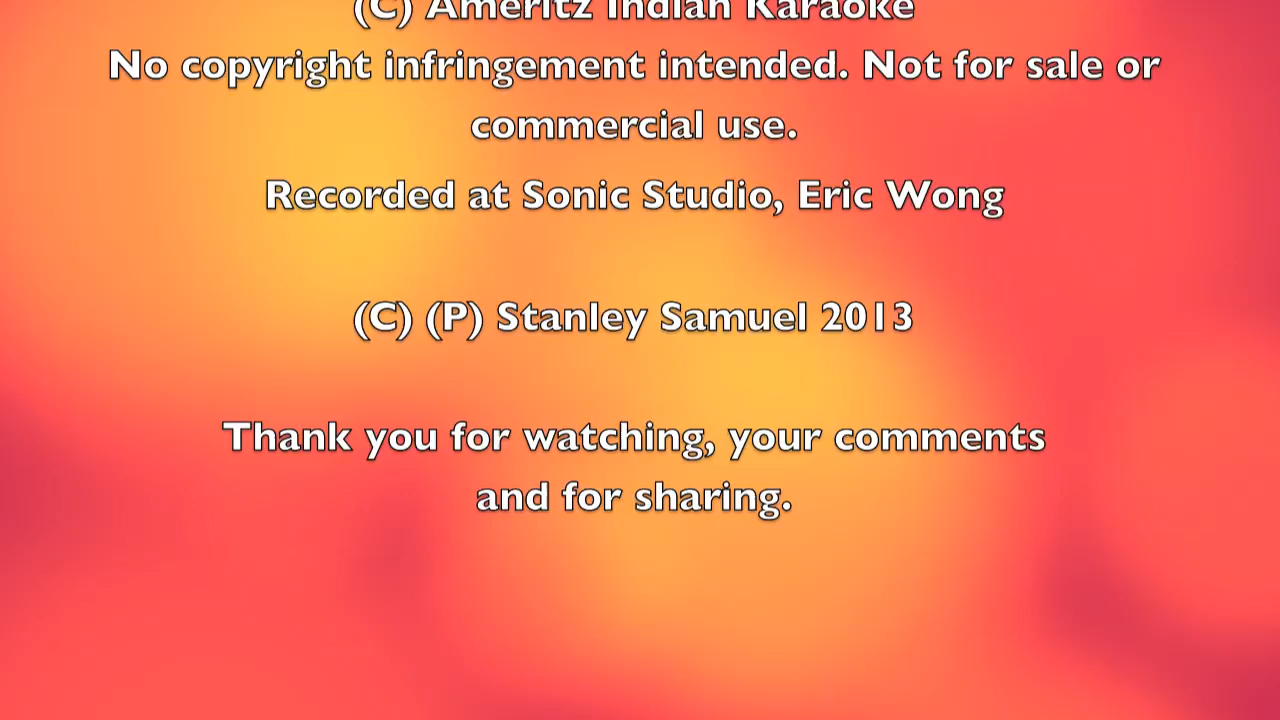 (C) Ameritz Indian Karaoke
No copyright infringement intended. Not for sale or
commercial use.
Recorded at Sonic Studio, Eric Wong
(C) (P) Stanley Samuel 2013
Thank you for watching, your comments
and for sharing.